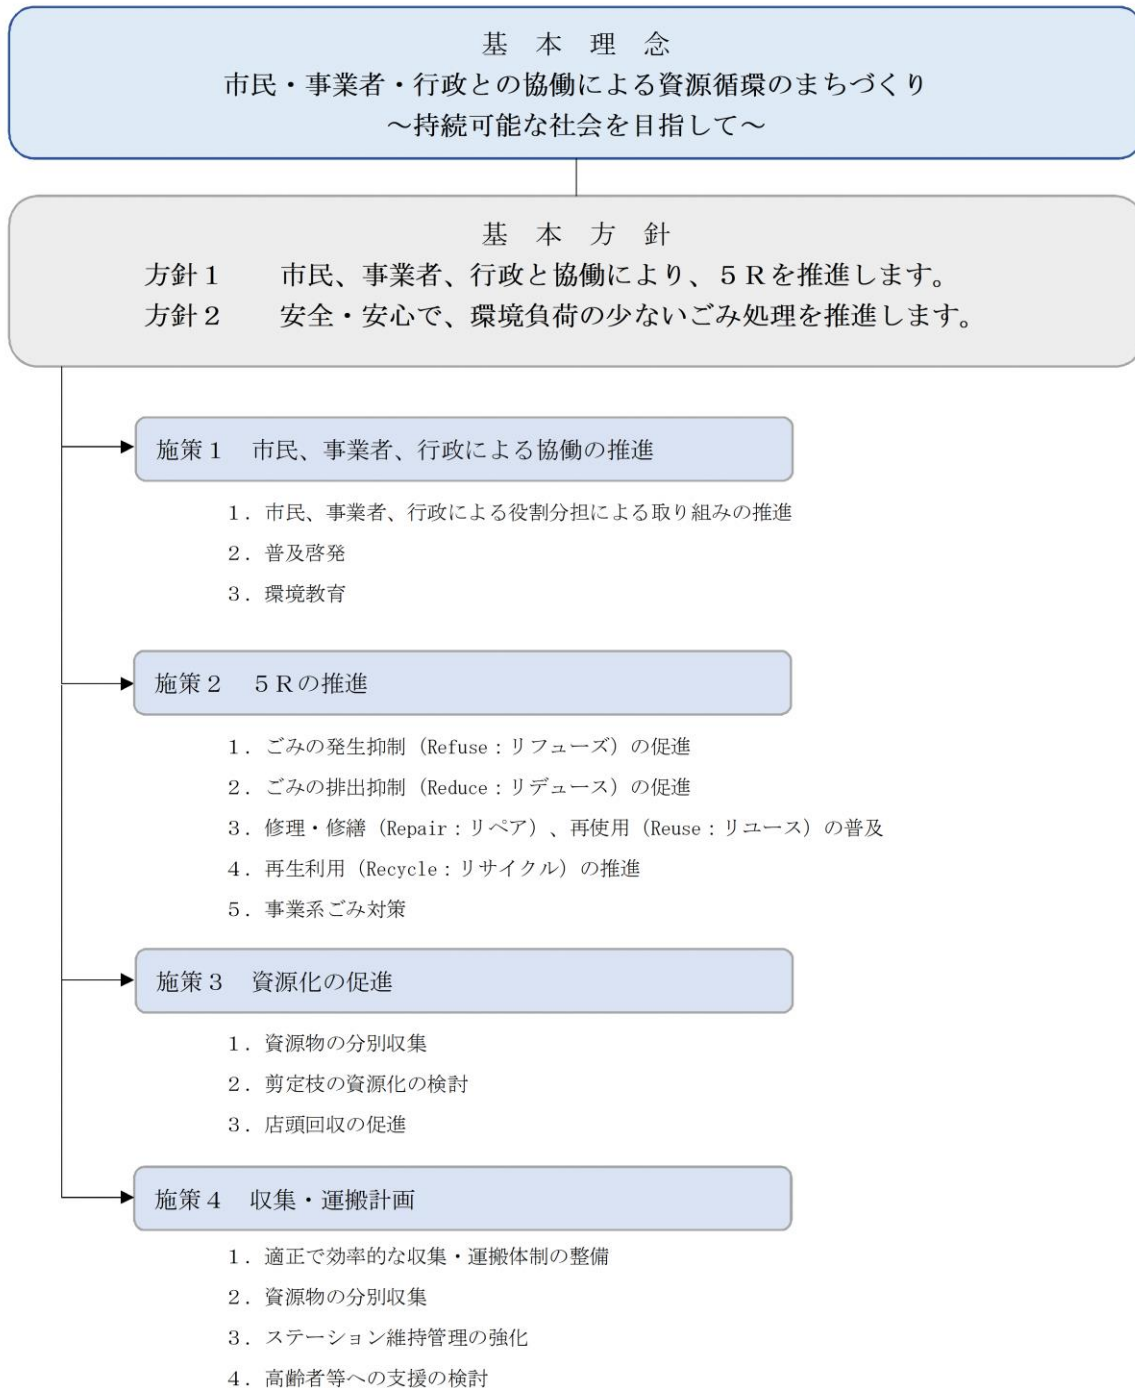 基 本 理 念
市民・事業者・行政との協働による資源循環のまちづくり
～持続可能な社会を目指して～
基 本 方 針
方針１　　市民、事業者、行政と協働により、５Ｒを推進します。
方針２　　安全・安心で、環境負荷の少ないごみ処理を推進します。
施策１　市民、事業者、行政による協働の推進
１．市民、事業者、行政による役割分担による取り組みの推進
２．普及啓発
３．環境教育
施策２　５Ｒの推進
１．ごみの発生抑制（Refuse：リフューズ）の促進
２．ごみの排出抑制（Reduce：リデュース）の促進
３．修理・修繕（Repair：リペア）、再使用（Reuse：リユース）の普及
４．再生利用（Recycle：リサイクル）の推進
５．事業系ごみ対策
施策３　資源化の促進
１．資源物の分別収集
２．剪定枝の資源化の検討
３．店頭回収の促進
施策４　収集・運搬計画
１．適正で効率的な収集・運搬体制の整備
２．資源物の分別収集
３．ステーション維持管理の強化
４．高齢者等への支援の検討